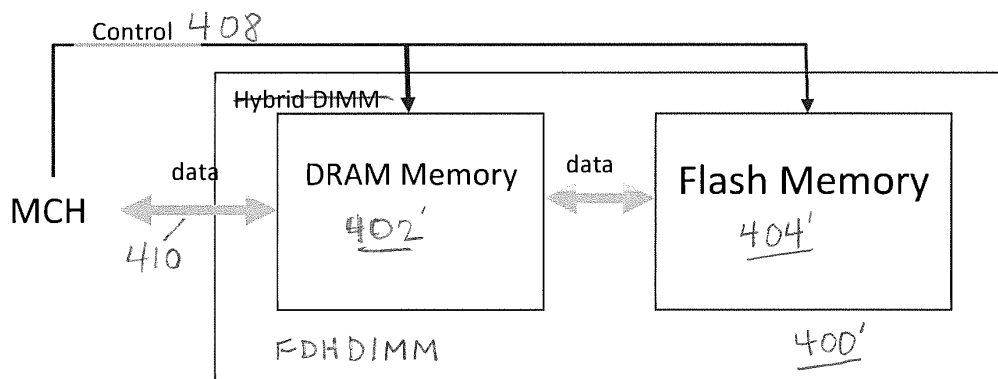 Control 408
Hybrid DIMM
data
DRAM Memory
402'
data
Flash Memory
404'
MCH
410
FDHDIMM
400'